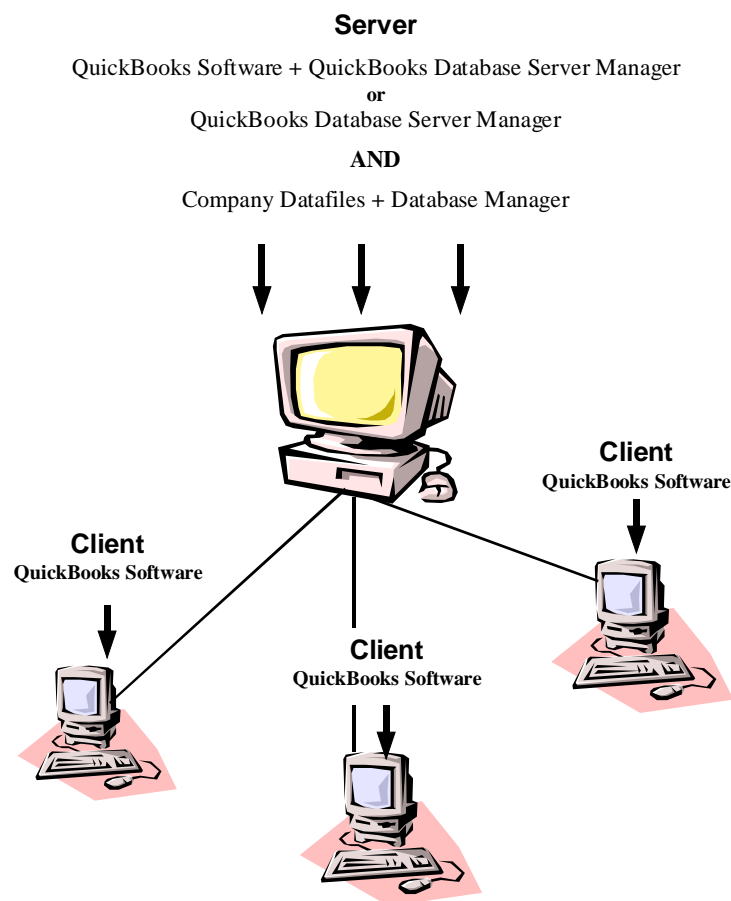 Server
QuickBooks Software + QuickBooks Database Server Manager
or
QuickBooks Database Server Manager
AND
Company Datafiles + Database Manager
Client
QuickBooks Software
Client
QuickBooks Software
Client
QuickBooks Software